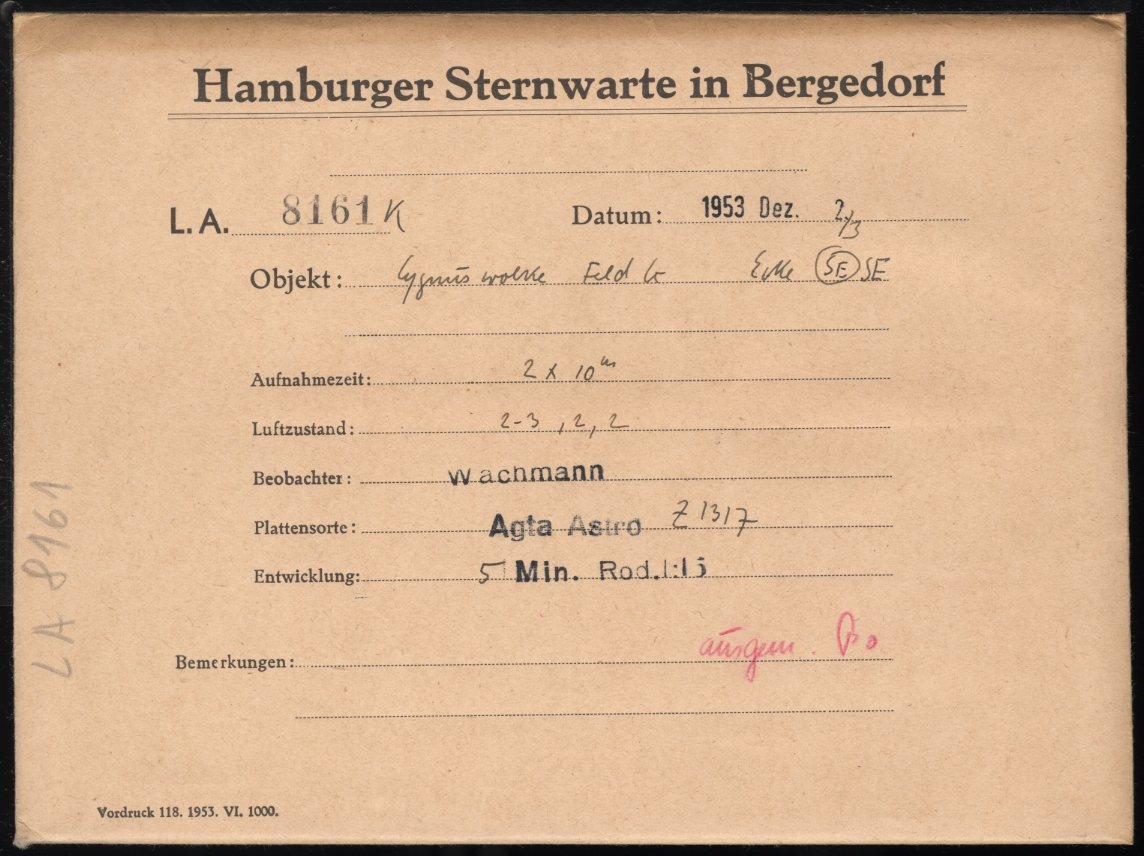 Hamburger Sternwarte in Bergedorf
L.A. 8161 K Datum: 1953 Dez. 2/3
Objekt: Cygnuswolke Feld Ecke SE SE
Aufnahmezeit: 2 x 10ᵐ
Luftzustand: 2-3, 2, 2
Beobachter: Wachmann
Plattensorte: Agfa Astro Z 1317
Entwicklung: 5 Min. Rod. 1:15
Bemerkungen: ausgem.
Vordruck 118. 1953. VI. 1000.
LA 8161